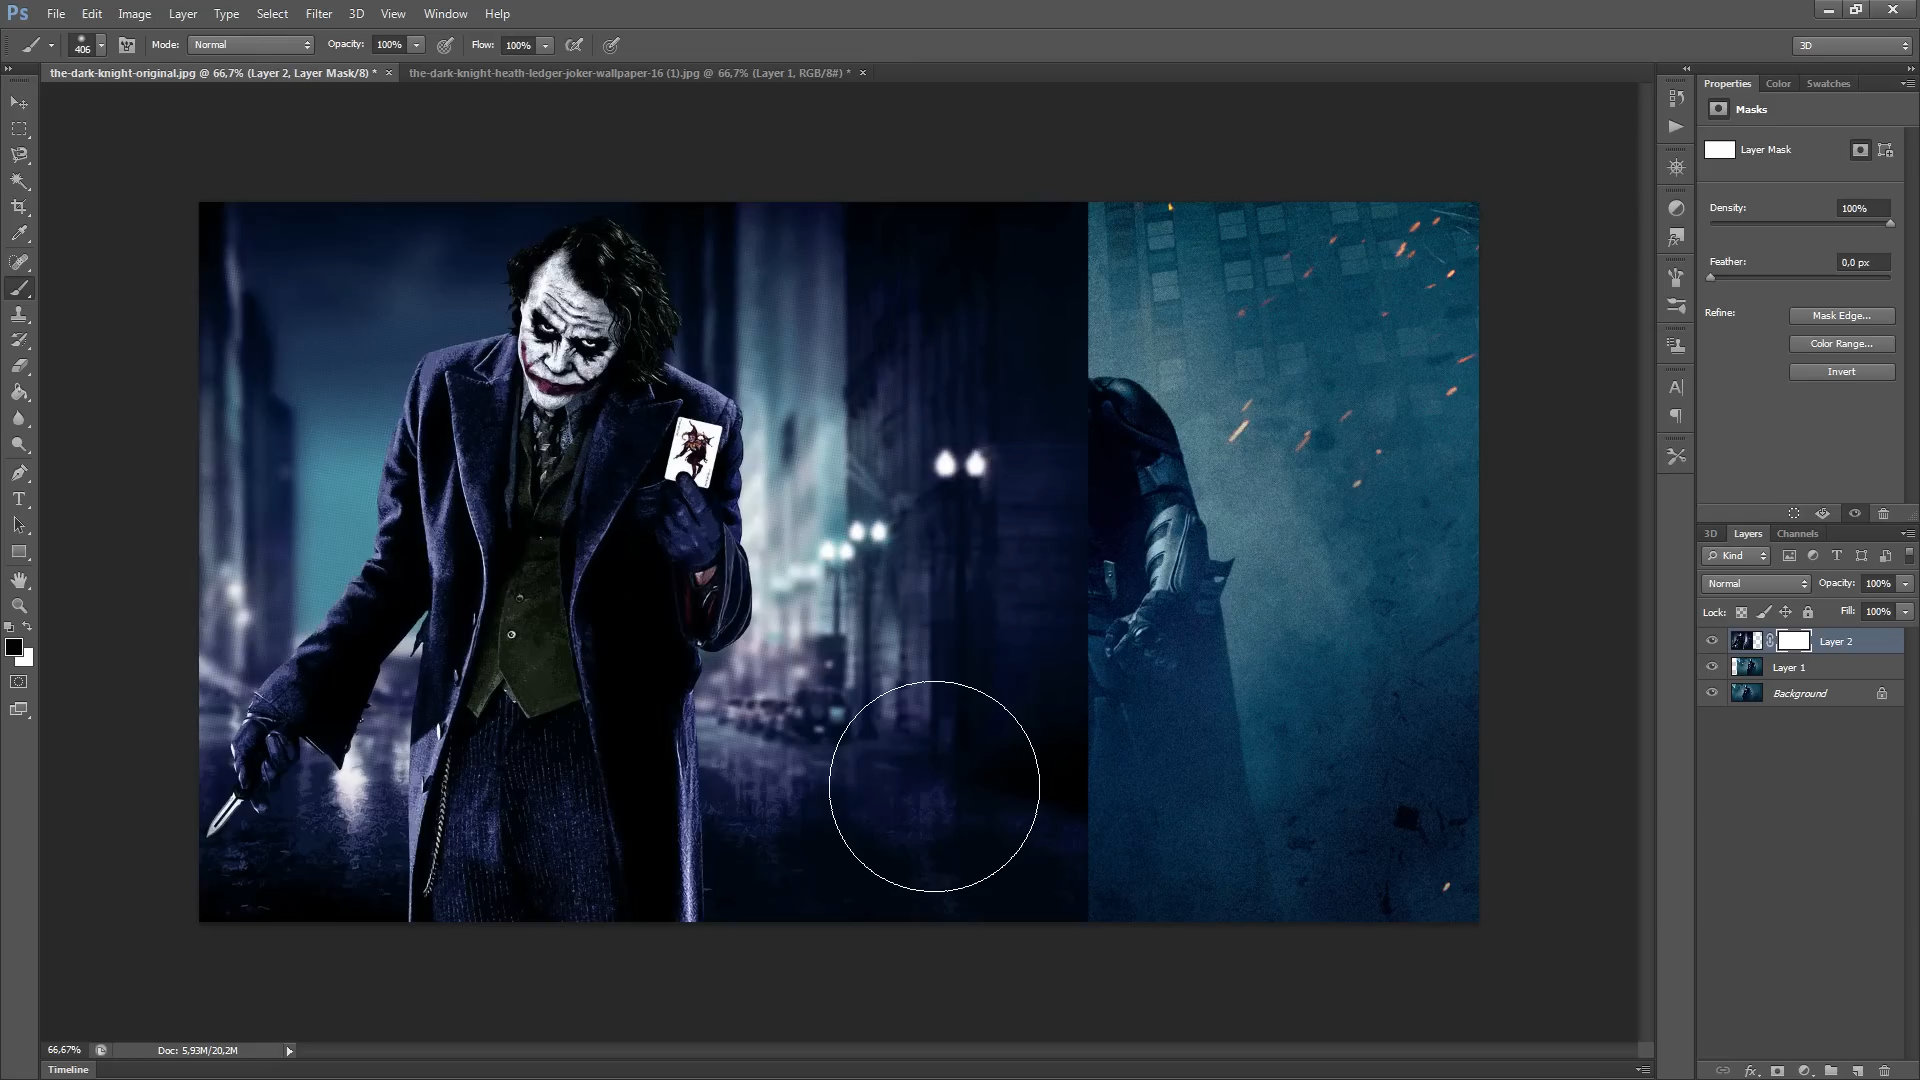 Ps File Edit Image Layer Type Select Filter 3D View Window Help
406 Mode: Normal Opacity: 100% Flow: 100% 3D
the-dark-knight-original.jpg @ 66,7% (Layer 2, Layer Mask/8) * × the-dark-knight-heath-ledger-joker-wallpaper-16 (1).jpg @ 66,7% (Layer 1, RGB/8#) * ×
Properties Color Swatches
Masks
Layer Mask
Density: 100%
Feather: 0,0 px
Refine: Mask Edge...
Color Range...
Invert
3D Layers Channels
Kind
Normal Opacity: 100%
Lock: Fill: 100%
Layer 2
Layer 1
Background
66,67% Doc: 5,93M/20,2M
Timeline